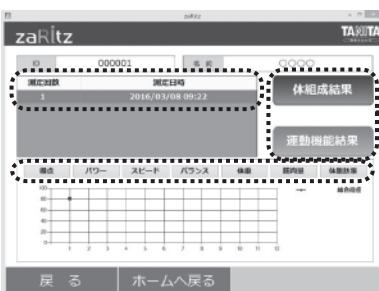 zaRitz
zaRitz TANITA
ID 000001 名前 ○○○○
測定回数 測定日時
1 2016/03/08 09:22
体組成結果
運動機能結果
得点 パワー スピード バランス 体重 筋肉量 体脂肪率
100
80
60
40
20
0
総合得点
1 2 3 4 5 6 7 8 9 10 11 12
戻る ホームへ戻る